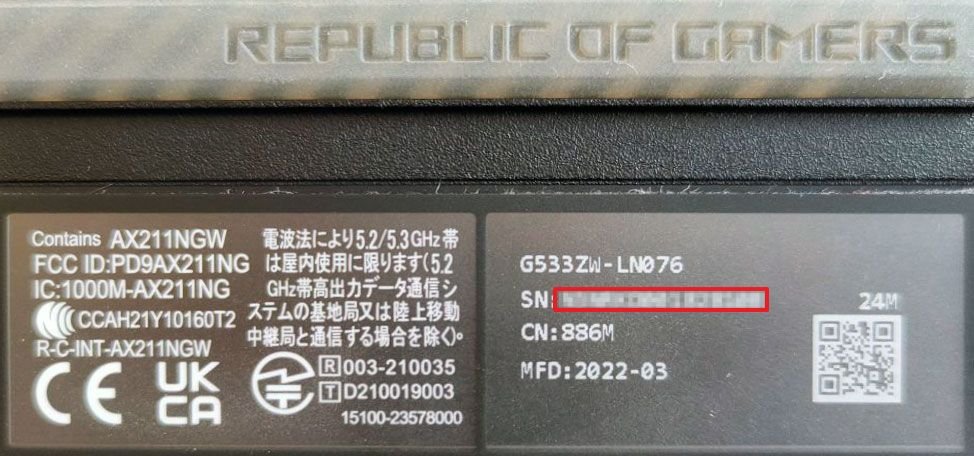 REPUBLIC OF GAMERS
Contains AX211NGW
FCC ID:PD9AX211NG
IC:1000M-AX211NG
CCAH21Y10160T2
R-C-INT-AX211NGW
CE
UK
CA
電波法により5.2/5.3GHz帯
は屋内使用に限ります(5.2
GHz帯高出力データ通信シ
ステムの基地局又は陸上移動
中継局と通信する場合を除く)。
R 003-210035
T D210019003
15100-23578000
G533ZW-LN076
SN:
CN:886M
MFD:2022-03
24M